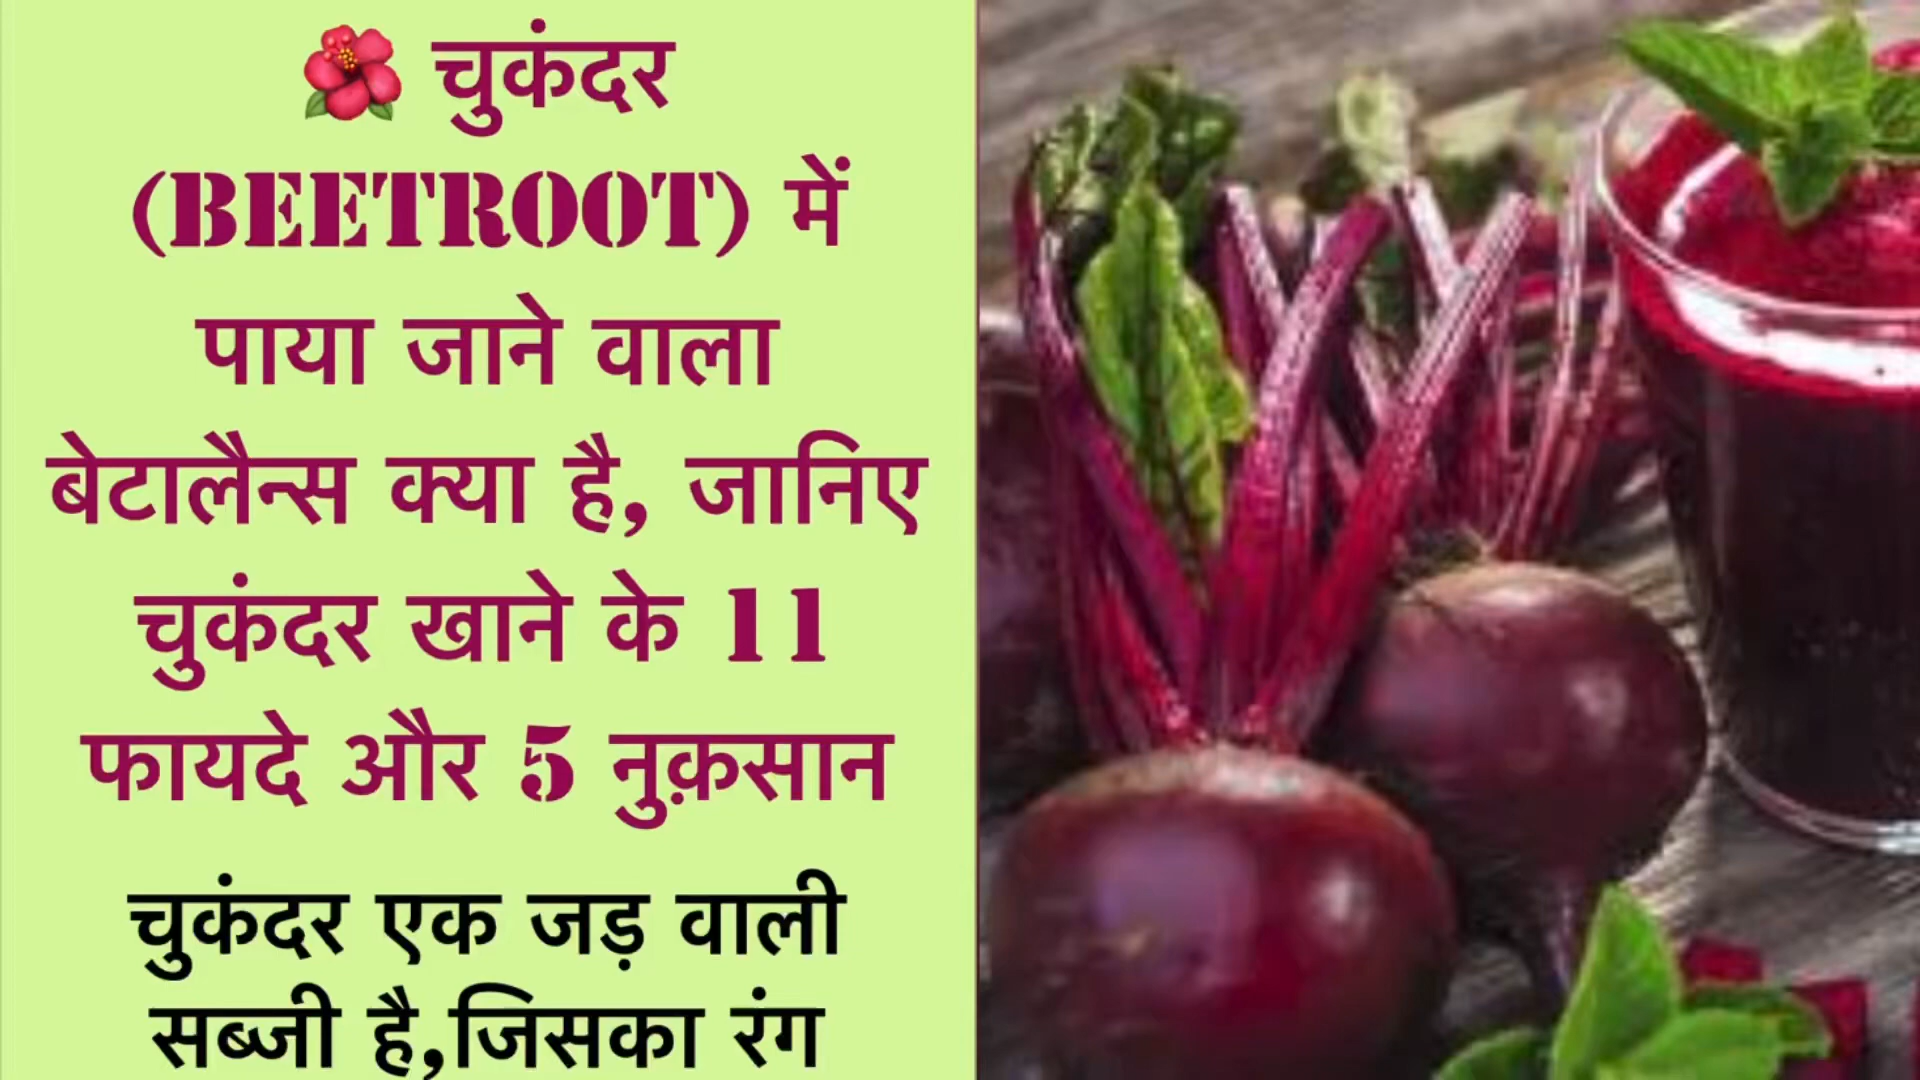 🌺 चुकंदर
(BEETROOT) में
पाया जाने वाला
बेटालैन्स क्या है, जानिए
चुकंदर खाने के 11
फायदे और 5 नुक़सान
चुकंदर एक जड़ वाली
सब्जी है,जिसका रंग